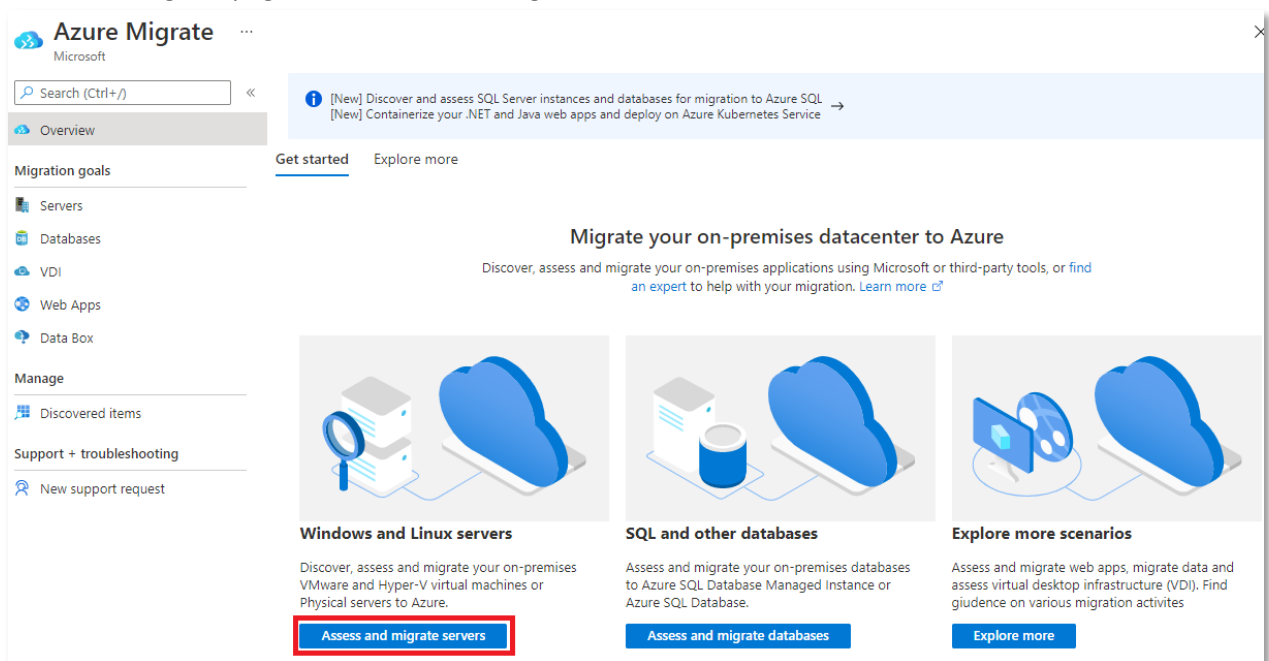 Azure Migrate ...
Microsoft
Search (Ctrl+/)
«
Overview
Migration goals
Servers
Databases
VDI
Web Apps
Data Box
Manage
Discovered items
Support + troubleshooting
New support request
[New] Discover and assess SQL Server instances and databases for migration to Azure SQL
[New] Containerize your .NET and Java web apps and deploy on Azure Kubernetes Service
→
Get started Explore more
Migrate your on-premises datacenter to Azure
Discover, assess and migrate your on-premises applications using Microsoft or third-party tools, or find
an expert to help with your migration. Learn more
Windows and Linux servers
Discover, assess and migrate your on-premises
VMware and Hyper-V virtual machines or
Physical servers to Azure.
Assess and migrate servers
SQL and other databases
Assess and migrate your on-premises databases
to Azure SQL Database Managed Instance or
Azure SQL Database.
Assess and migrate databases
Explore more scenarios
Assess and migrate web apps, migrate data and
assess virtual desktop infrastructure (VDI). Find
giudence on various migration activites
Explore more